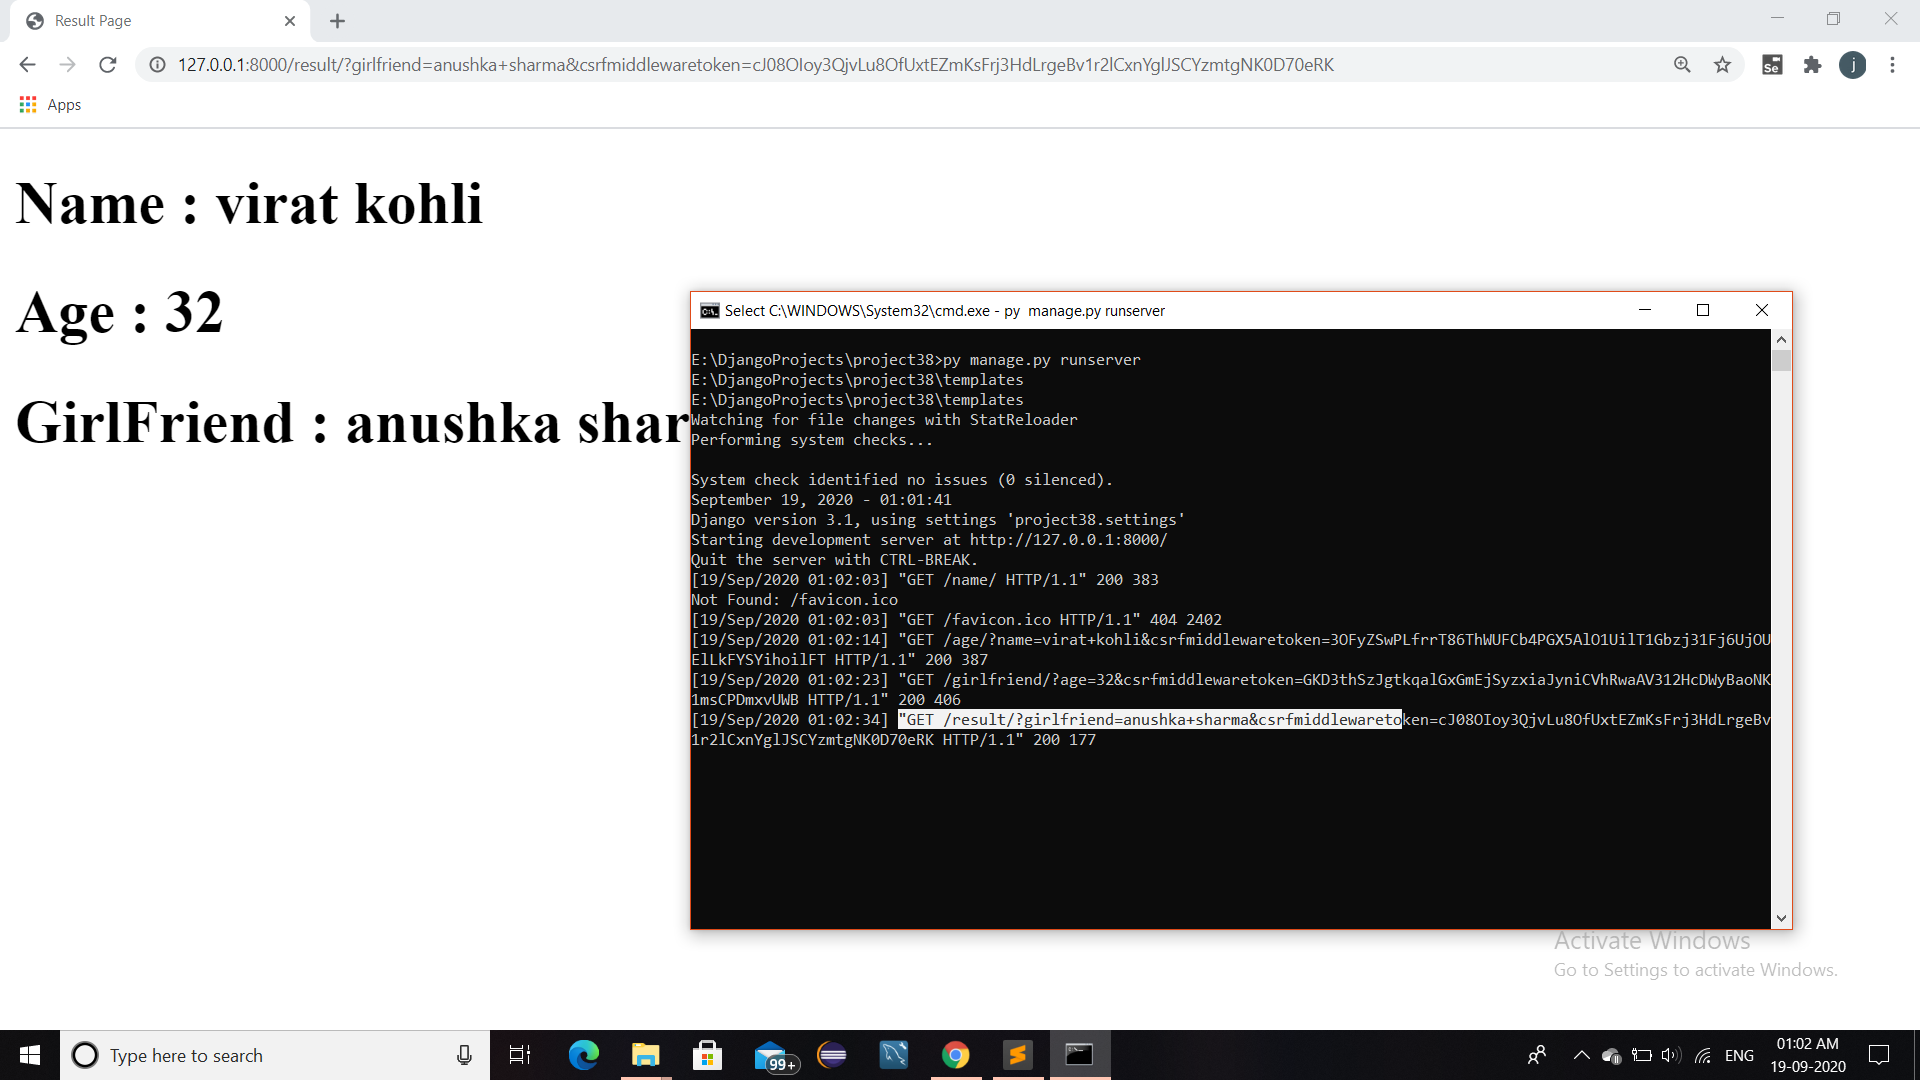 Result Page
127.0.0.1:8000/result/?girlfriend=anushka+sharma&csrfmiddlewaretoken=cJ08OIoy3QjvLu8OfUxtEZmKsFrj3HdLrgeBv1r2lCxnYglJSCYzmtgNK0D70eRK
Se
j
Apps
Name : virat kohli
Age : 32
GirlFriend : anushka shar
Select C:\WINDOWS\System32\cmd.exe - py  manage.py runserver
E:\DjangoProjects\project38>py manage.py runserver
E:\DjangoProjects\project38\templates
E:\DjangoProjects\project38\templates
Watching for file changes with StatReloader
Performing system checks...
System check identified no issues (0 silenced).
September 19, 2020 - 01:01:41
Django version 3.1, using settings 'project38.settings'
Starting development server at http://127.0.0.1:8000/
Quit the server with CTRL-BREAK.
[19/Sep/2020 01:02:03] "GET /name/ HTTP/1.1" 200 383
Not Found: /favicon.ico
[19/Sep/2020 01:02:03] "GET /favicon.ico HTTP/1.1" 404 2402
[19/Sep/2020 01:02:14] "GET /age/?name=virat+kohli&csrfmiddlewaretoken=3OFyZSwPLfrrT86ThWUFCb4PGX5AlO1UilT1Gbzj31Fj6UjOU
ElLkFYSYihoilFT HTTP/1.1" 200 387
[19/Sep/2020 01:02:23] "GET /girlfriend/?age=32&csrfmiddlewaretoken=GKD3thSzJgtkqalGxGmEjSyzxiaJyniCVhRwaAV312HcDWyBaoNK
1msCPDmxvUWB HTTP/1.1" 200 406
[19/Sep/2020 01:02:34] "GET /result/?girlfriend=anushka+sharma&csrfmiddlewaretoken=cJ08OIoy3QjvLu8OfUxtEZmKsFrj3HdLrgeBv
1r2lCxnYglJSCYzmtgNK0D70eRK HTTP/1.1" 200 177
Activate Windows
Go to Settings to activate Windows.
Type here to search
99+
ENG
01:02 AM
19-09-2020